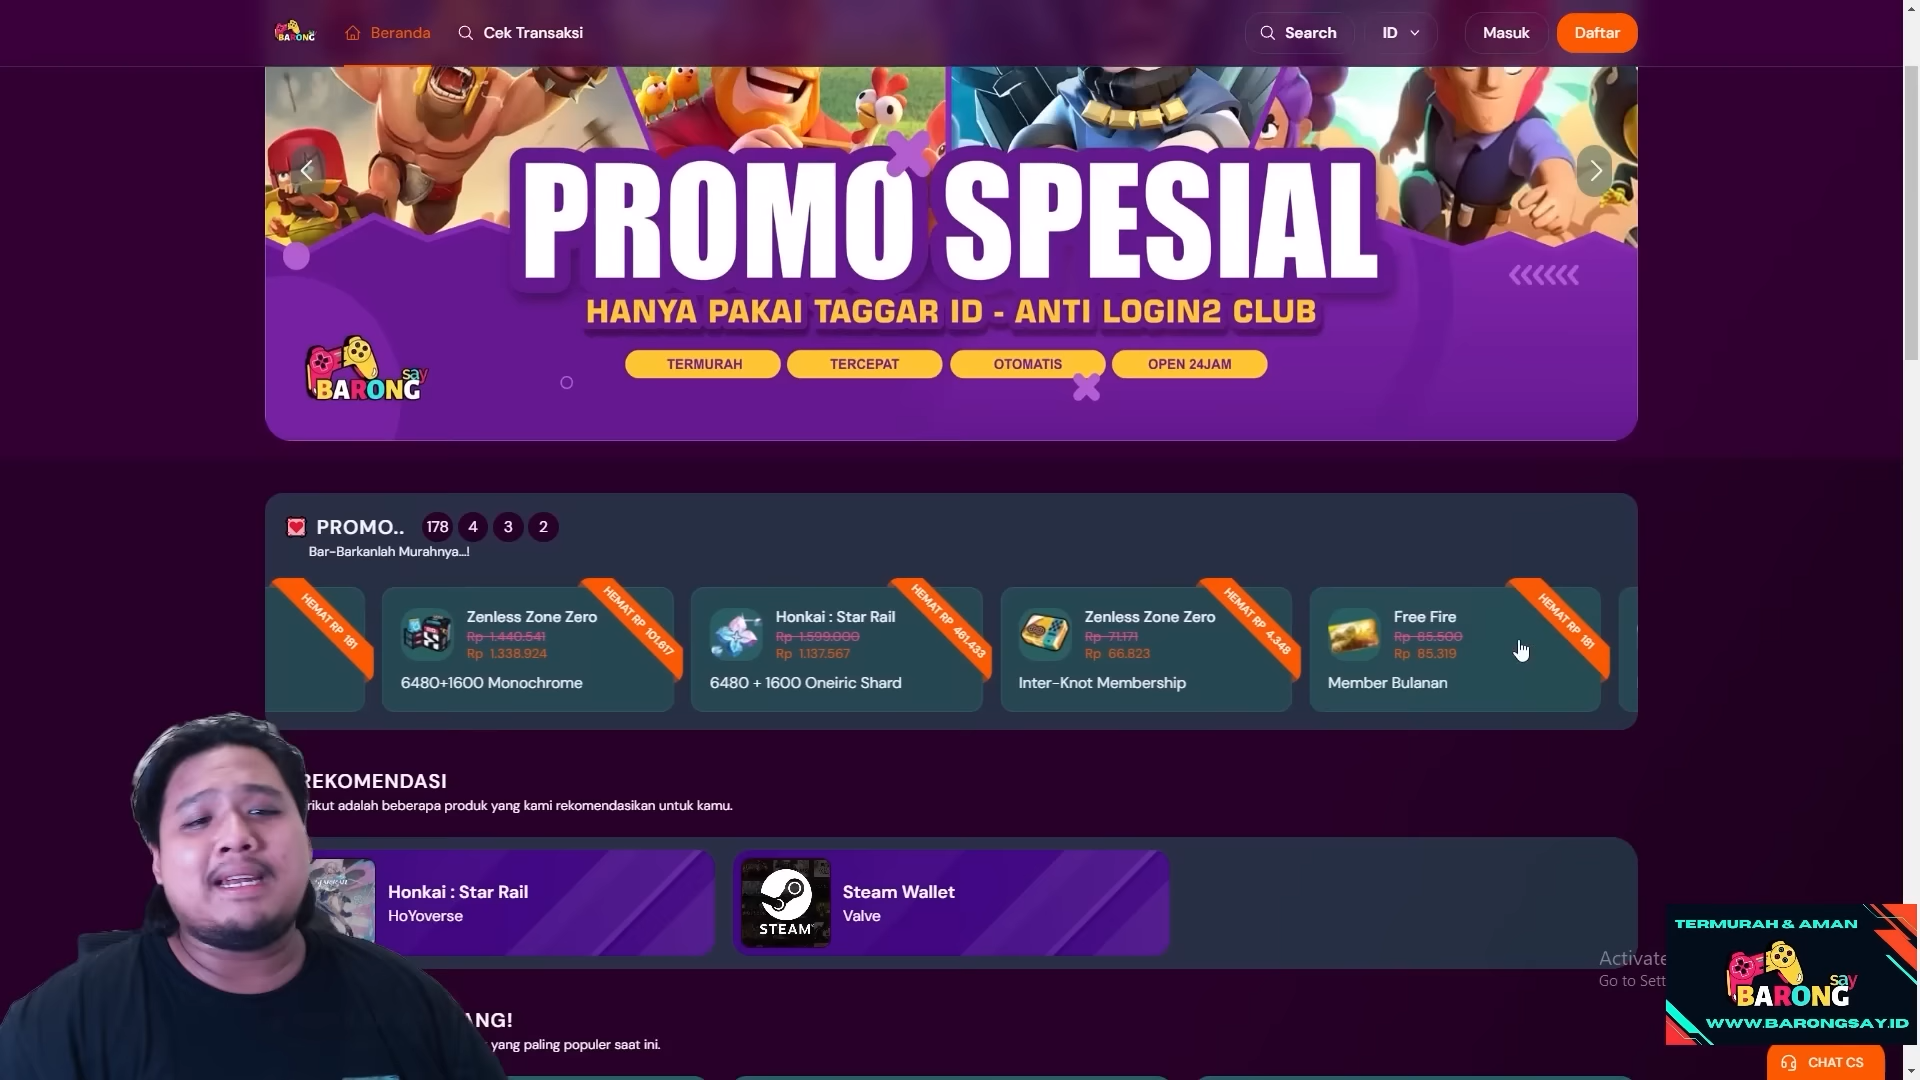 BARONG
Beranda
Cek Transaksi
Search
ID
Masuk
Daftar
PROMO SPESIAL
HANYA PAKAI TAGGAR ID - ANTI LOGIN2 CLUB
TERMURAH
TERCEPAT
OTOMATIS
OPEN 24JAM
say
BARONG
PROMO..
178
4
3
2
Bar-Barkanlah Murahnya...!
HEMAT RP 181
Zenless Zone Zero
Rp 1.440.541
Rp 1.338.924
6480+1600 Monochrome
HEMAT RP 101.617
Honkai : Star Rail
Rp 1.599.000
Rp 1.137.567
6480 + 1600 Oneiric Shard
HEMAT RP 461.433
Zenless Zone Zero
Rp 71.171
Rp 66.823
Inter-Knot Membership
HEMAT RP 4.348
Free Fire
Rp 85.500
Rp 85.319
Member Bulanan
HEMAT RP 181
REKOMENDASI
rikut adalah beberapa produk yang kami rekomendasikan untuk kamu.
Honkai : Star Rail
HoYoverse
STEAM
Steam Wallet
Valve
ANG!
yang paling populer saat ini.
Activate
Go to Sett
TERMURAH & AMAN
say
BARONG
WWW.BARONGSAY.ID
CHAT CS